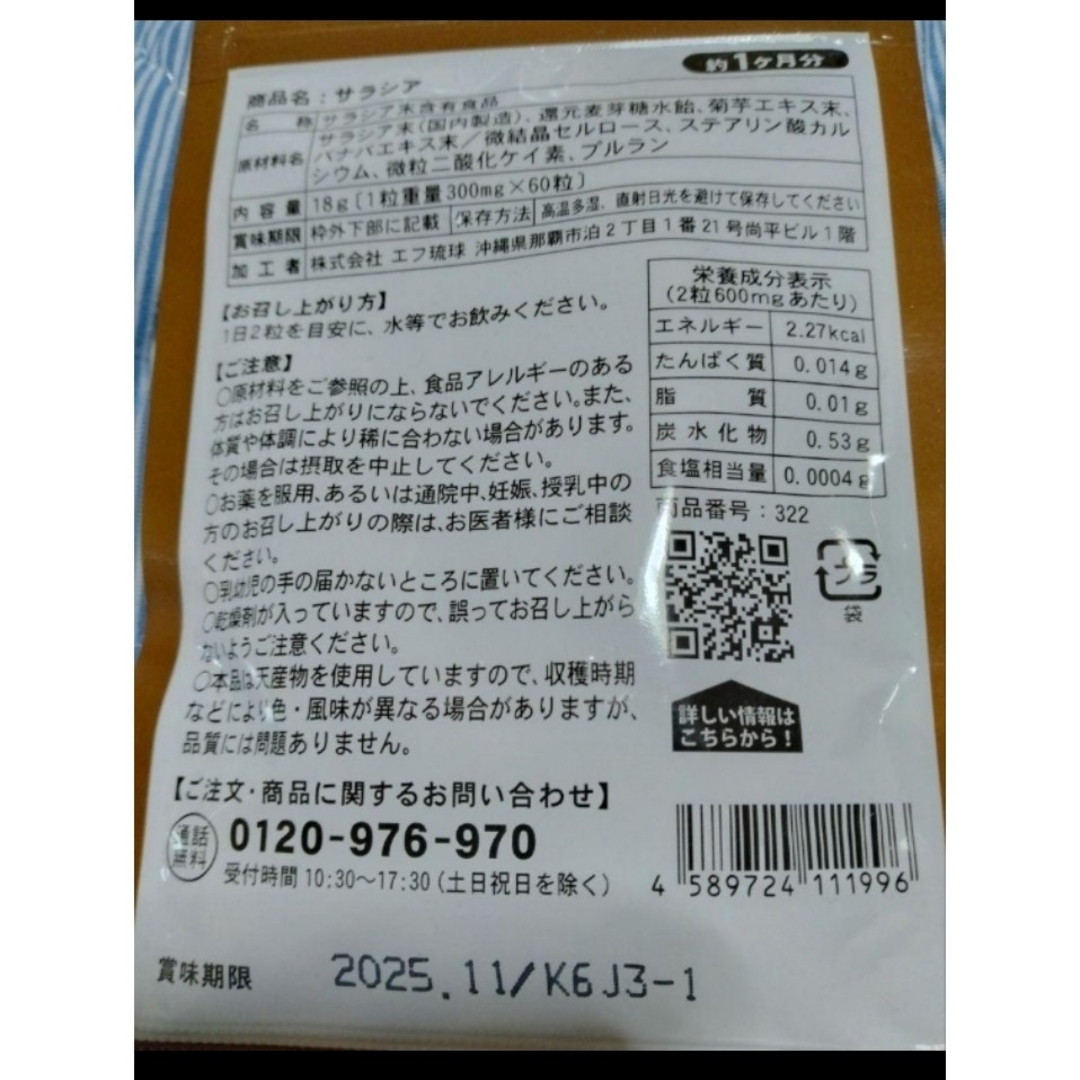 約1ヶ月分
商品名：サラシア
名　称 サラシア末含有食品
原材料名 サラシア末(国内製造)、還元麦芽糖水飴、菊芋エキス末、
バナバエキス末／微結晶セルロース、ステアリン酸カル
シウム、微粒二酸化ケイ素、プルラン
内容量 18g〔1粒重量300mg×60粒〕
賞味期限 枠外下部に記載 保存方法 高温多湿、直射日光を避けて保存してください
加工者 株式会社 エフ琉球 沖縄県那覇市泊2丁目1番21号尚平ビル1階
【お召し上がり方】
1日2粒を目安に、水等でお飲みください。
【ご注意】
○原材料をご参照の上、食品アレルギーのある
方はお召し上がりにならないでください。また、
体質や体調により稀に合わない場合があります。
その場合は摂取を中止してください。
○お薬を服用、あるいは通院中、妊娠、授乳中の
方のお召し上がりの際は、お医者様にご相談
ください。
○乳幼児の手の届かないところに置いてください。
○乾燥剤が入っていますので、誤ってお召し上がら
ないようご注意ください。
○本品は天産物を使用していますので、収穫時期
などにより色・風味が異なる場合がありますが、
品質には問題ありません。
栄養成分表示
(2粒600mgあたり)
エネルギー 2.27kcal
たんぱく質 0.014g
脂　質 0.01g
炭水化物 0.53g
食塩相当量 0.0004g
商品番号：322
プラ
袋
詳しい情報は
こちらから！
【ご注文・商品に関するお問い合わせ】
通話
無料 0120-976-970
受付時間 10:30〜17:30(土日祝日を除く)
4 589724 111996
賞味期限 2025.11/K6J3-1